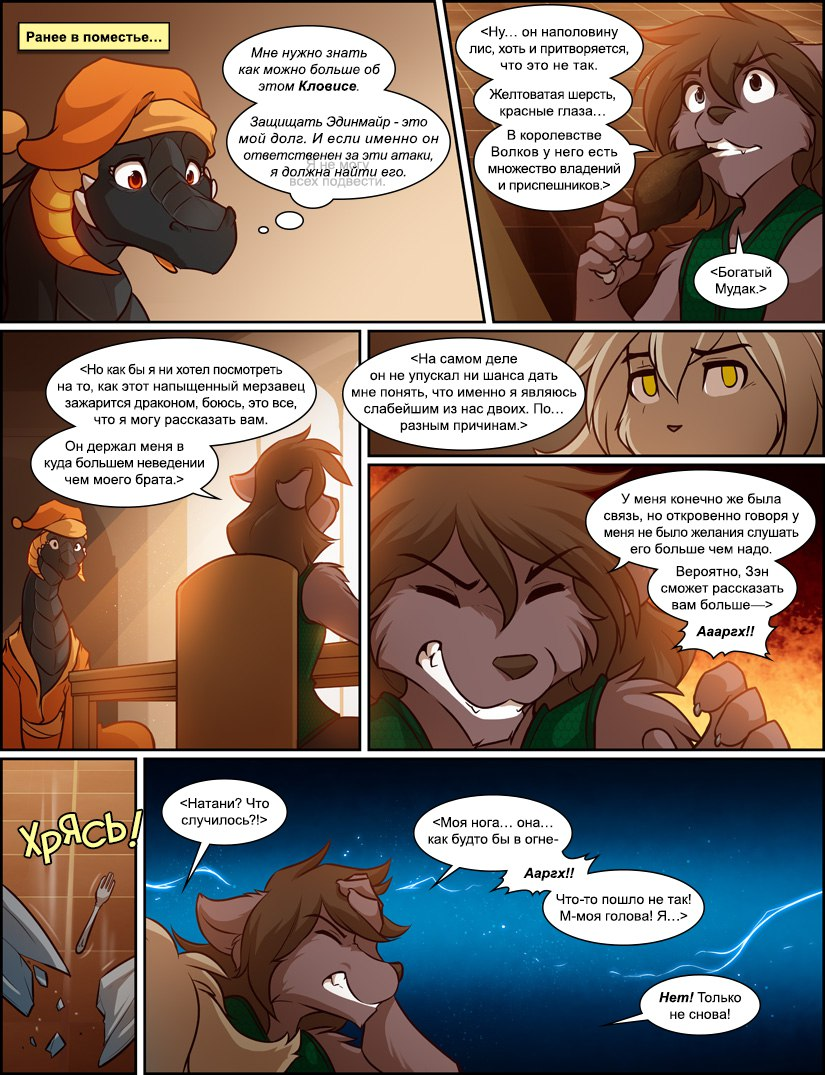 Ранее в поместье…
Мне нужно знать
как можно больше об
этом Кловисе.
Защищать Эдинмайр - это
мой долг. И если именно он
ответственен за эти атаки,
я должна найти его.
Я не могу
всех подвести.
<Ну… он наполовину
лис, хоть и притворяется,
что это не так.
Желтоватая шерсть,
красные глаза…
В королевстве
Волков у него есть
множество владений
и приспешников.>
<Богатый
Мудак.>
<Но как бы я ни хотел посмотреть
на то, как этот напыщенный мерзавец
зажарится драконом, боюсь, это все,
что я могу рассказать вам.
Он держал меня в
куда большем неведении
чем моего брата.>
<На самом деле
он не упускал ни шанса дать
мне понять, что именно я являюсь
слабейшим из нас двоих. По…
разным причинам.>
У меня конечно же была
связь, но откровенно говоря у
меня не было желания слушать
его больше чем надо.
Вероятно, Зэн
сможет рассказать
вам больше—>
Аааргх!!
ХРЯСЬ!
<Натани? Что
случилось?!>
<Моя нога… она…
как будто бы в огне-
Ааргх!!
Что-то пошло не так!
М-моя голова! Я…>
Нет! Только
не снова!